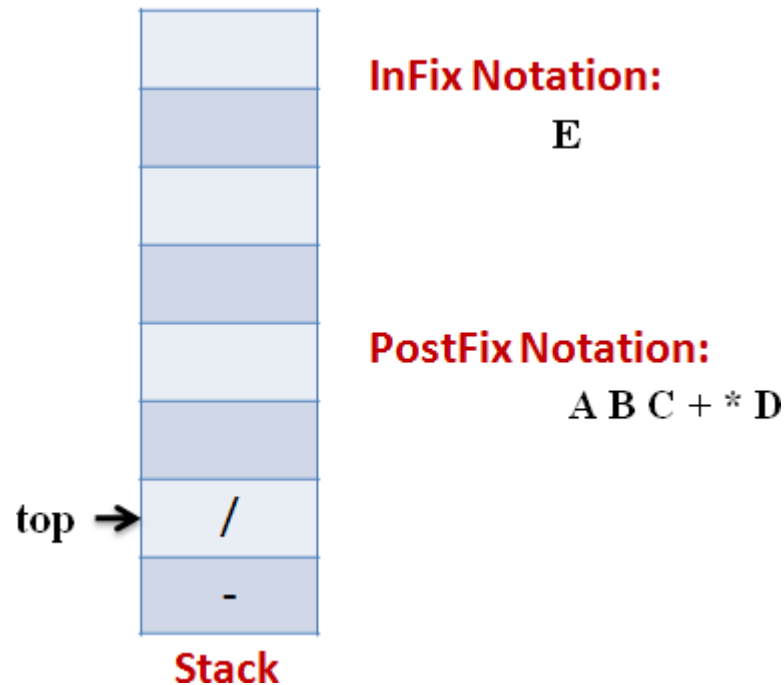 InFix Notation:
E
PostFix Notation:
A B C + * D
top
/
-
Stack